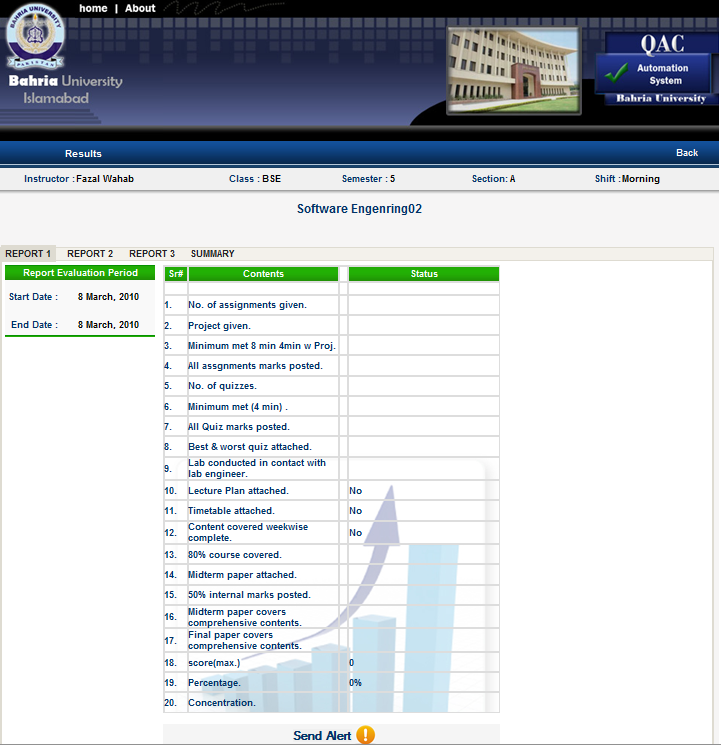 home | About
BAHRIA UNIVERSITY
PAKISTAN
Bahria University
Islamabad
QAC
Automation
System
Bahria University
Results
Back
Instructor : Fazal Wahab
Class : BSE
Semester : 5
Section: A
Shift : Morning
Software Engenring02
REPORT 1 REPORT 2 REPORT 3 SUMMARY
Report Evaluation Period
Start Date : 8 March, 2010
End Date : 8 March, 2010
Sr# Contents Status
1. No. of assignments given.
2. Project given.
3. Minimum met 8 min 4min w Proj.
4. All assgnments marks posted.
5. No. of quizzes.
6. Minimum met (4 min) .
7. All Quiz marks posted.
8. Best & worst quiz attached.
9. Lab conducted in contact with
lab engineer.
10. Lecture Plan attached. No
11. Timetable attached. No
12. Content covered weekwise
complete. No
13. 80% course covered.
14. Midterm paper attached.
15. 50% internal marks posted.
16. Midterm paper covers
comprehensive contents.
17. Final paper covers
comprehensive contents.
18. score(max.) 0
19. Percentage. 0%
20. Concentration.
Send Alert !